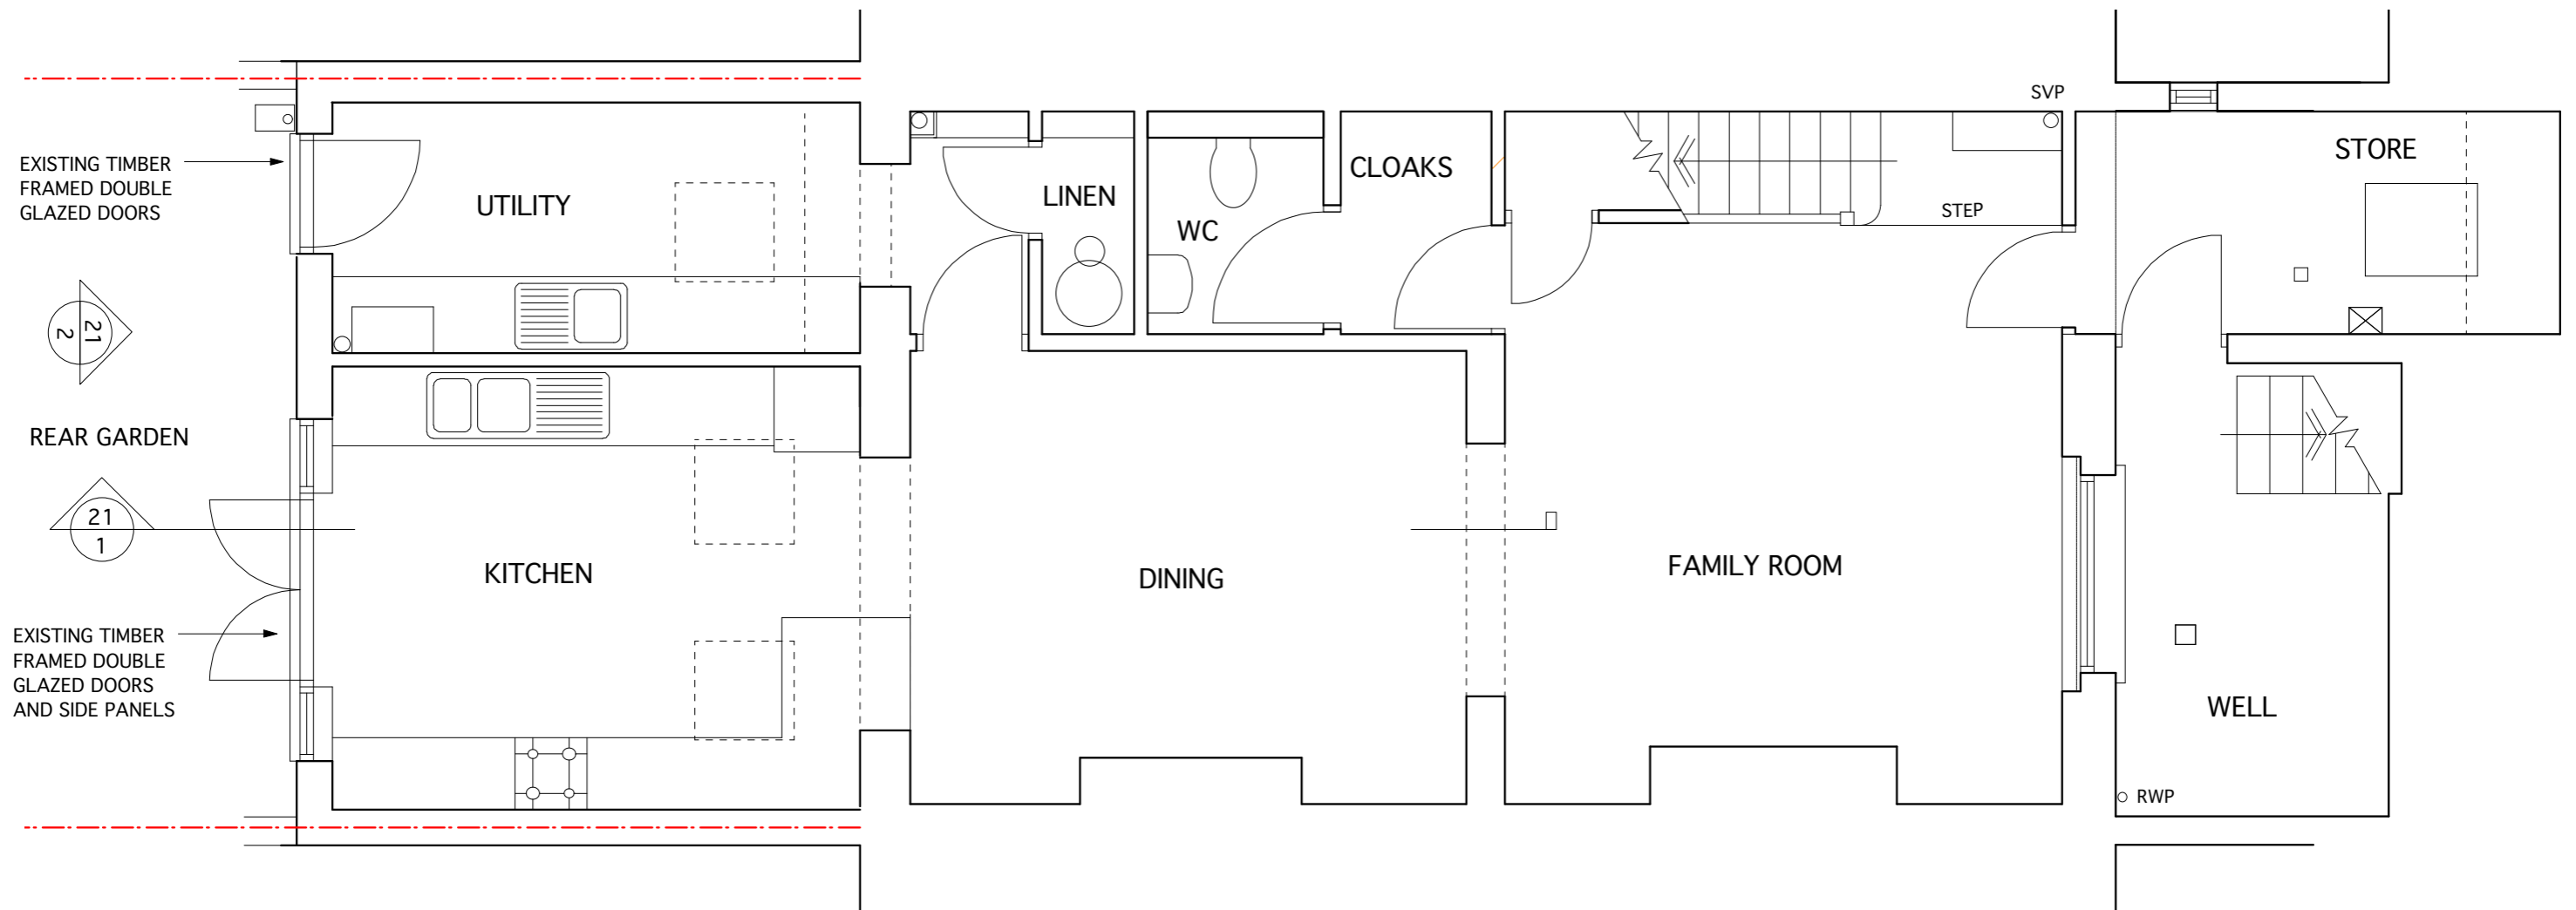 SVP
EXISTING TIMBER
FRAMED DOUBLE
GLAZED DOORS
UTILITY
LINEN
WC
CLOAKS
STEP
STORE
21
2
REAR GARDEN
21
1
KITCHEN
DINING
FAMILY ROOM
EXISTING TIMBER
FRAMED DOUBLE
GLAZED DOORS
AND SIDE PANELS
WELL
RWP